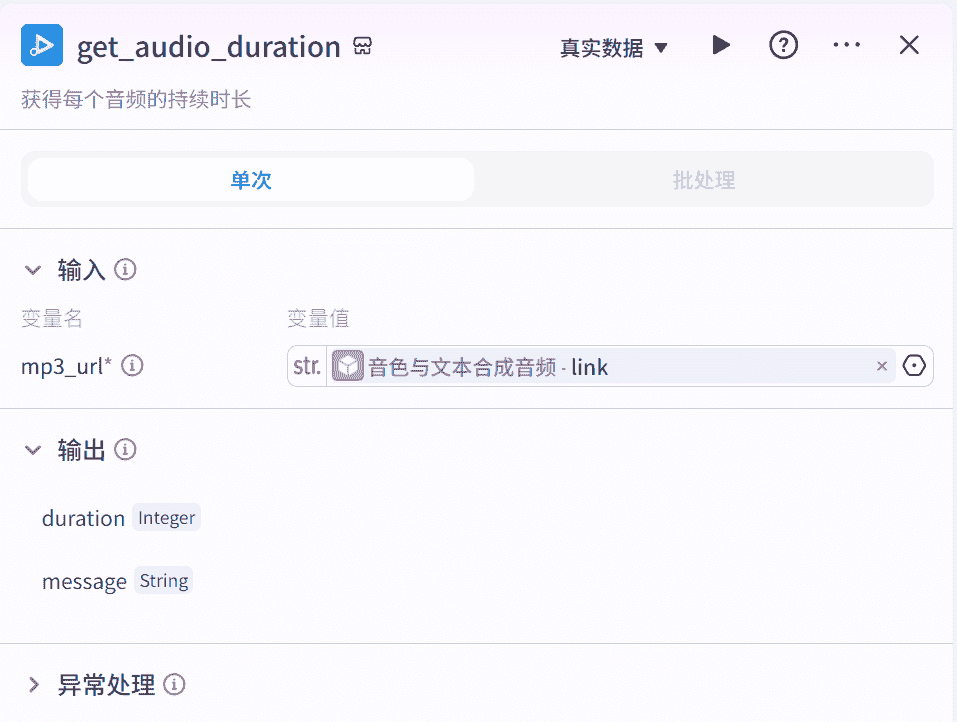 get_audio_duration 真实数据
获得每个音频的持续时长
单次 批处理
输入
变量名 变量值
mp3_url* str. 音色与文本合成音频 - link
输出
duration Integer
message String
异常处理